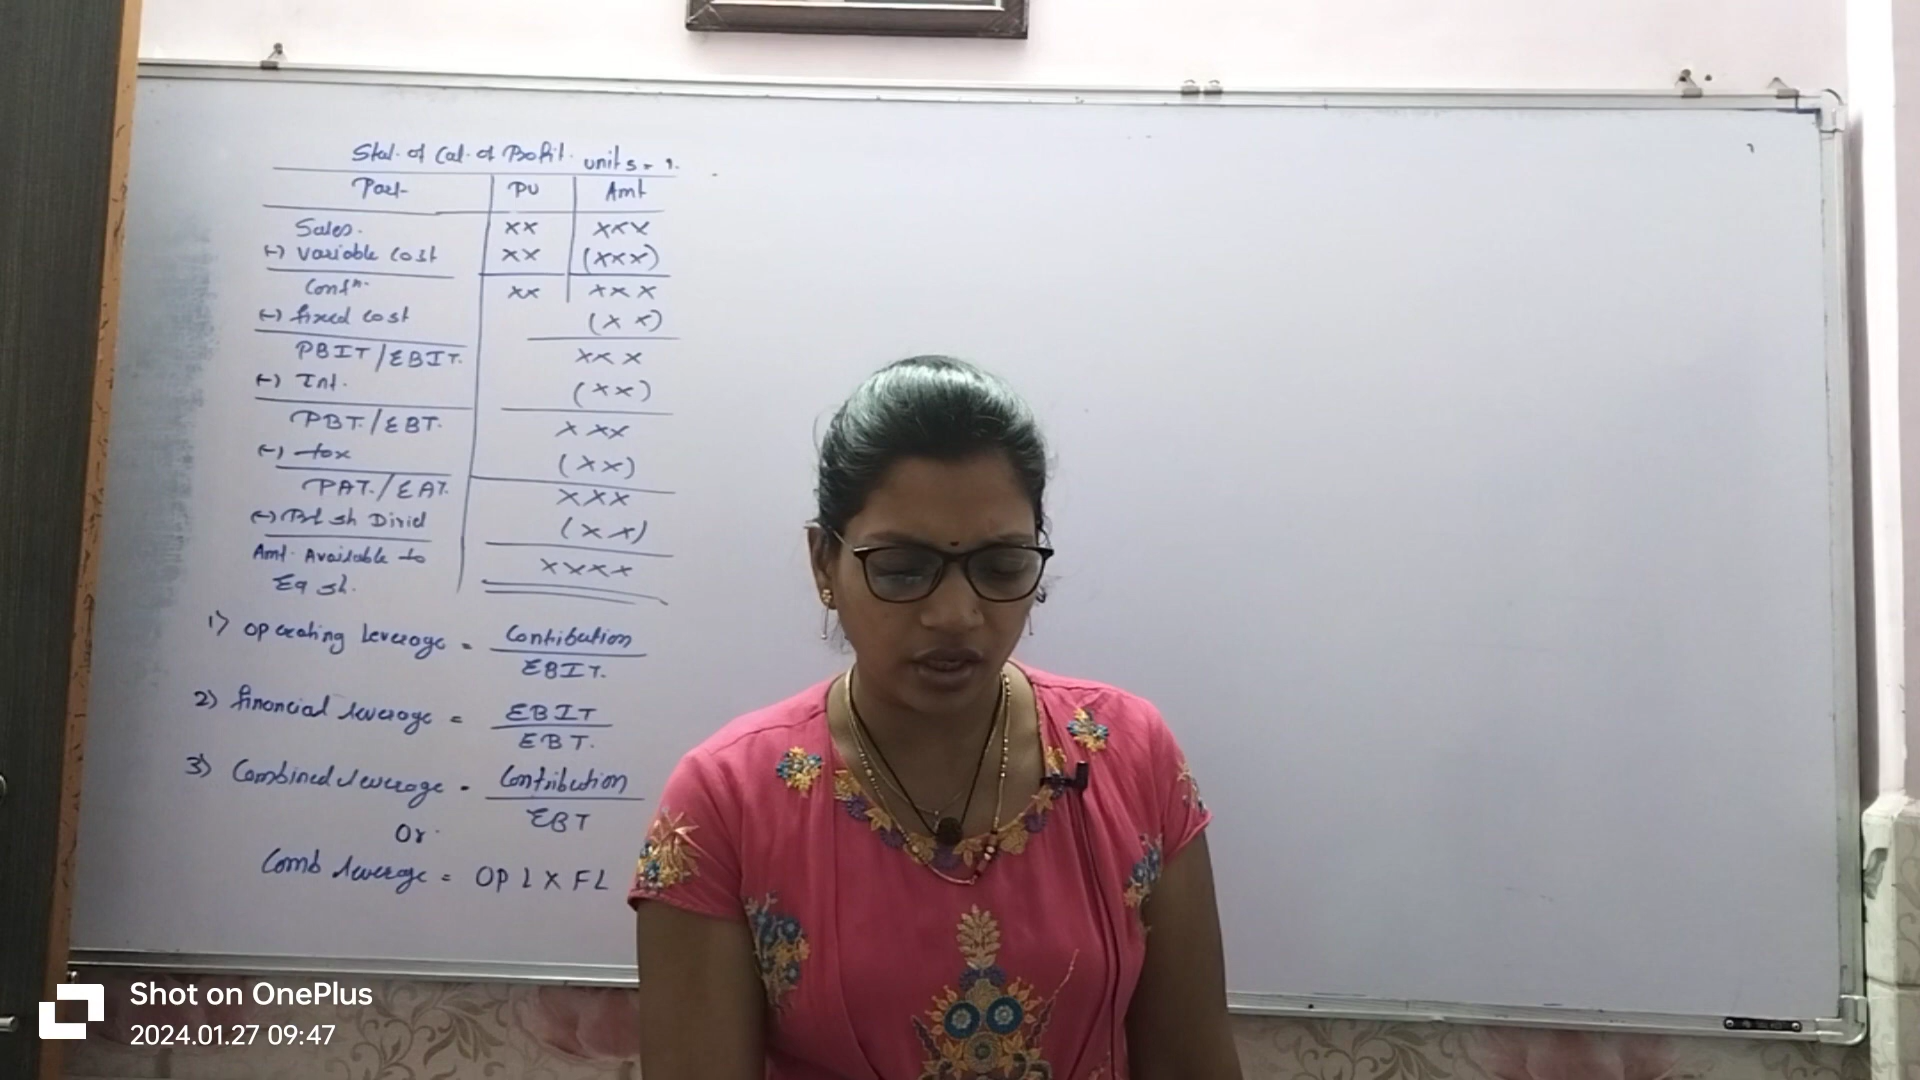 Stat. of Cal. of Profit. units = ?.
Part- PU Amt
Sales. xx xxx
(-) variable cost xx (xxx)
Contn. xx xxx
(-) fixed cost (xx)
PBIT/EBIT. xxx
(-) Int. (xx)
PBT./EBT. xxx
(-) tax (xx)
PAT./EAT. xxx
(-) Prf sh Divid (xx)
Amt. Available to xxxx
Eq sh.
1) operating leverage = Contribution
EBIT.
2) financial leverage = EBIT
EBT.
3) Combined leverage = Contribution
EBT
Or.
Comb leverage = OPL X FL
Shot on OnePlus
2024.01.27 09:47